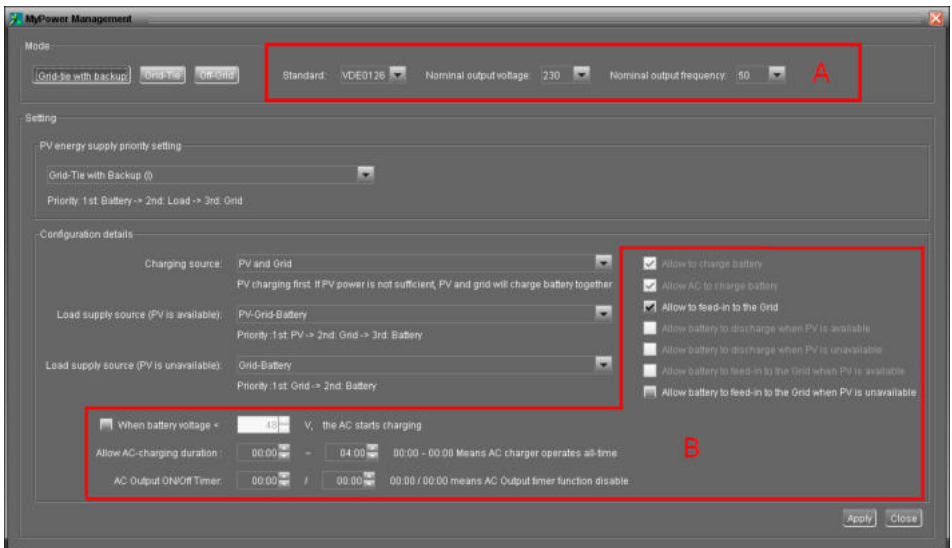 MyPower Management
Mode
Grid-tie with backup Grid-Tie Off-Grid Standard: VDE0126 Nominal output voltage: 230 Nominal output frequency: 50 A
Setting
PV energy supply priority setting
Grid-Tie with Backup (I)
Priority: 1st: Battery -> 2nd: Load -> 3rd: Grid
Configuration details
Charging source: PV and Grid
PV charging first. If PV power is not sufficient, PV and grid will charge battery together
Load supply source (PV is available): PV-Grid-Battery
Priority :1st: PV -> 2nd: Grid -> 3rd: Battery
Load supply source (PV is unavailable): Grid-Battery
Priority :1st: Grid -> 2nd: Battery
Allow to charge battery
Allow AC to charge battery
Allow to feed-in to the Grid
Allow battery to discharge when PV is available
Allow battery to discharge when PV is unavailable
Allow battery to feed-in to the Grid when PV is available
Allow battery to feed-in to the Grid when PV is unavailable
When battery voltage < 48 V, the AC starts charging
Allow AC-charging duration : 00:00 – 04:00 00:00 - 00:00 Means AC charger operates all-time
B
AC Output ON/Off Timer: 00:00 / 00:00 00:00 / 00:00 means AC Output timer function disable
Apply Close